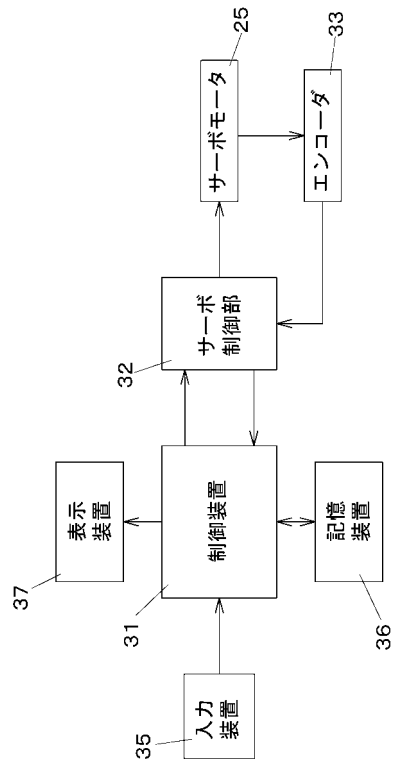 35
入力
装置
31
制御装置
37
表示
装置
36
記憶
装置
32
サーボ
制御部
25
サーボモータ
33
エンコーダ